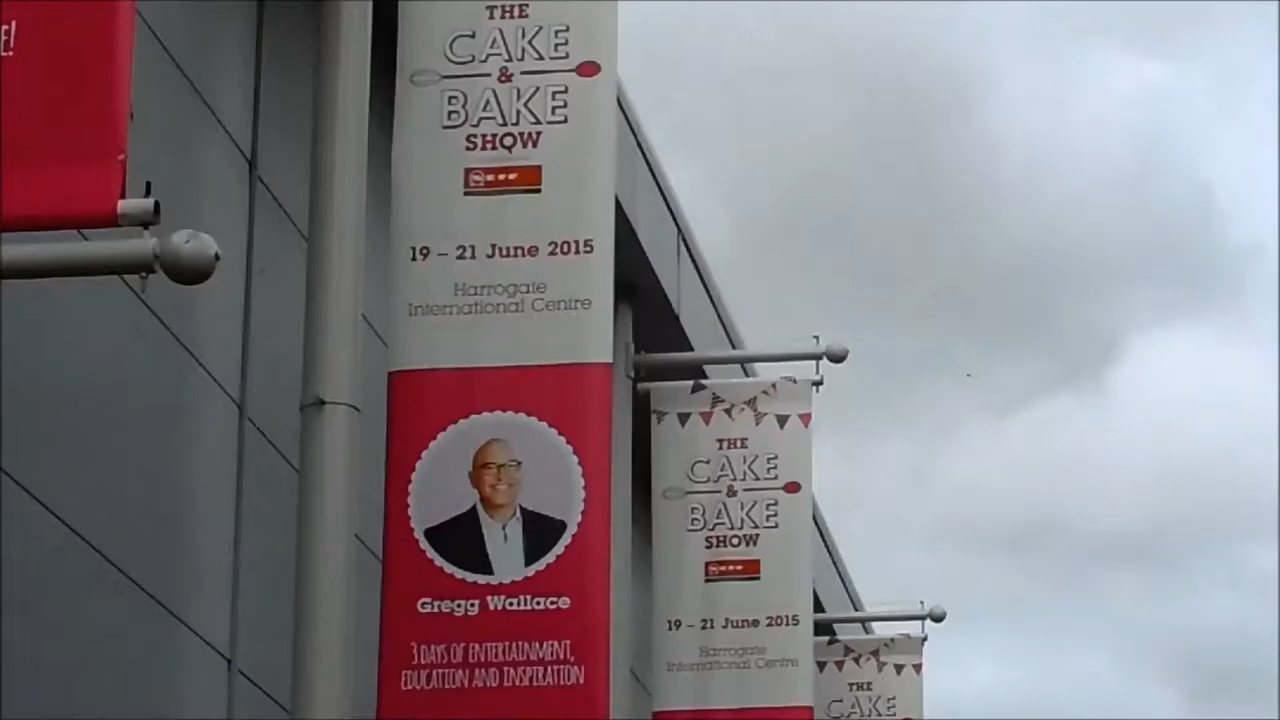 E!
THE
CAKE
&
BAKE
SHOW
19 – 21 June 2015
Harrogate
International Centre
Gregg Wallace
3 DAYS OF ENTERTAINMENT,
EDUCATION AND INSPIRATION
THE
CAKE
&
BAKE
SHOW
19 – 21 June 2015
Harrogate
International Centre
THE
CAKE